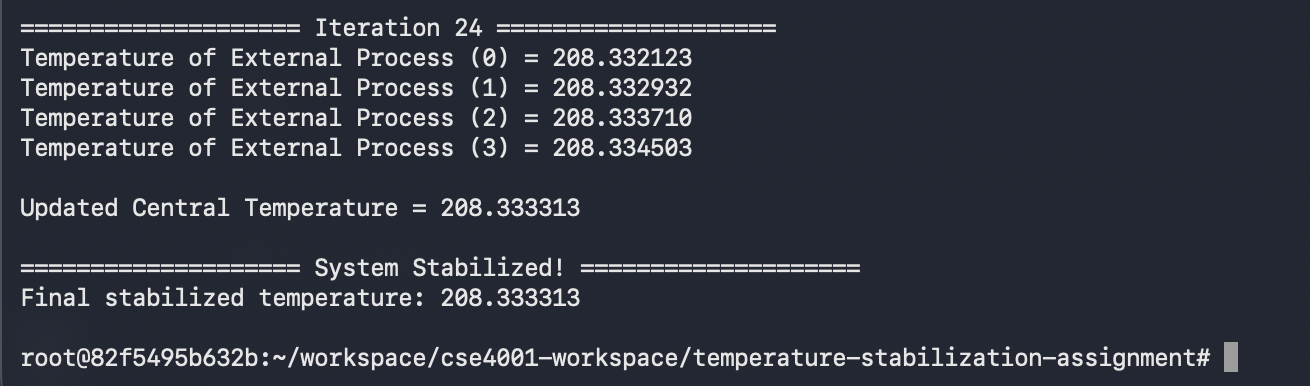 ==================== Iteration 24 ====================
Temperature of External Process (0) = 208.332123
Temperature of External Process (1) = 208.332932
Temperature of External Process (2) = 208.333710
Temperature of External Process (3) = 208.334503
Updated Central Temperature = 208.333313
==================== System Stabilized! ====================
Final stabilized temperature: 208.333313
root@82f5495b632b:~/workspace/cse4001-workspace/temperature-stabilization-assignment#